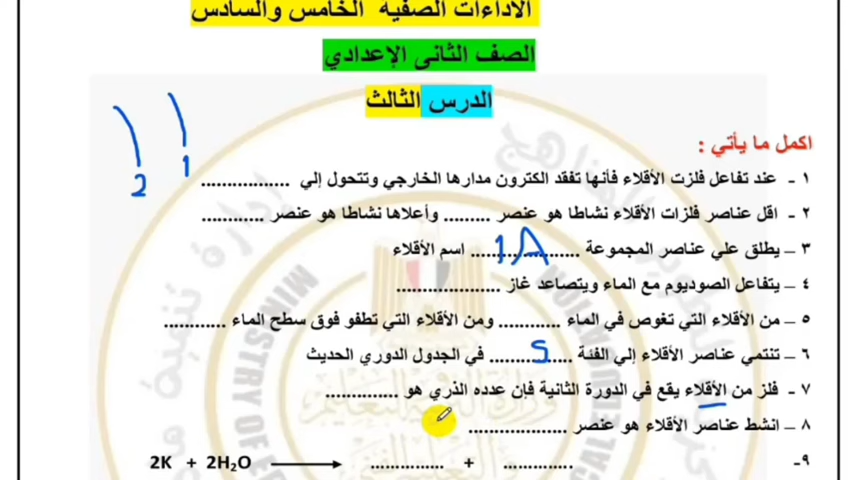 الأداءات الصفية الخامس والسادس
الصف الثانى الإعدادي
الدرس الثالث
اكمل ما يأتي :
١ - عند تفاعل فلزت الأقلاء فأنها تفقد الكترون مدارها الخارجي وتتحول إلي ................
٢ - اقل عناصر فلزات الأقلاء نشاطا هو عنصر ......... وأعلاها نشاطا هو عنصر ............
٣ – يطلق علي عناصر المجموعة ....1A.... اسم الأقلاء
٤ – يتفاعل الصوديوم مع الماء ويتصاعد غاز ....................
٥ – من الأقلاء التي تغوص في الماء ............ ومن الأقلاء التي تطفو فوق سطح الماء ............
٦ – تنتمي عناصر الأقلاء إلي الفئة ....S.... في الجدول الدوري الحديث
٧ - فلز من الأقلاء يقع في الدورة الثانية فإن عدده الذري هو ..............
٨ – انشط عناصر الأقلاء هو عنصر ...................
٩-
2K + 2H₂O ⟶ .............. + ..............
2 1